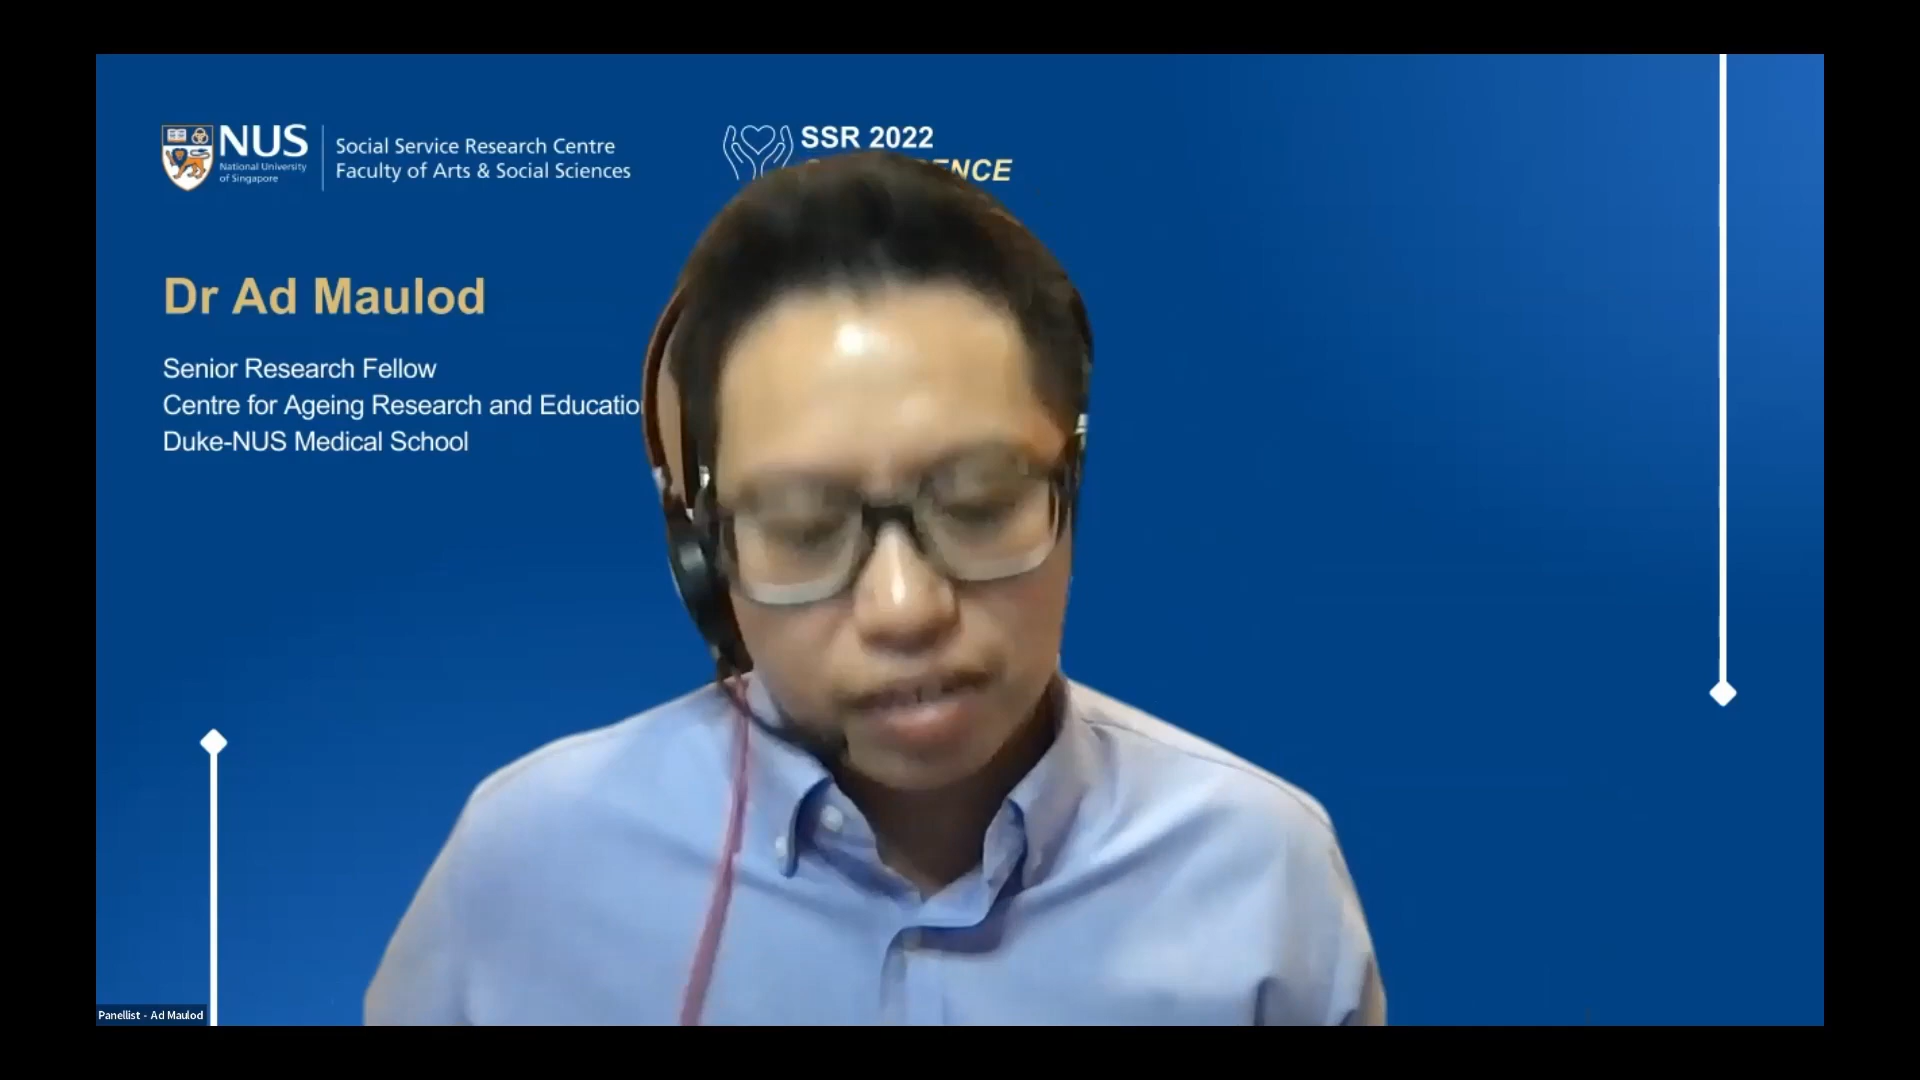 NUS
National University
of Singapore
Social Service Research Centre
Faculty of Arts & Social Sciences
SSR 2022
Dr Ad Maulod
Senior Research Fellow
Centre for Ageing Research and Educatio
Duke-NUS Medical School
Panellist - Ad Maulod